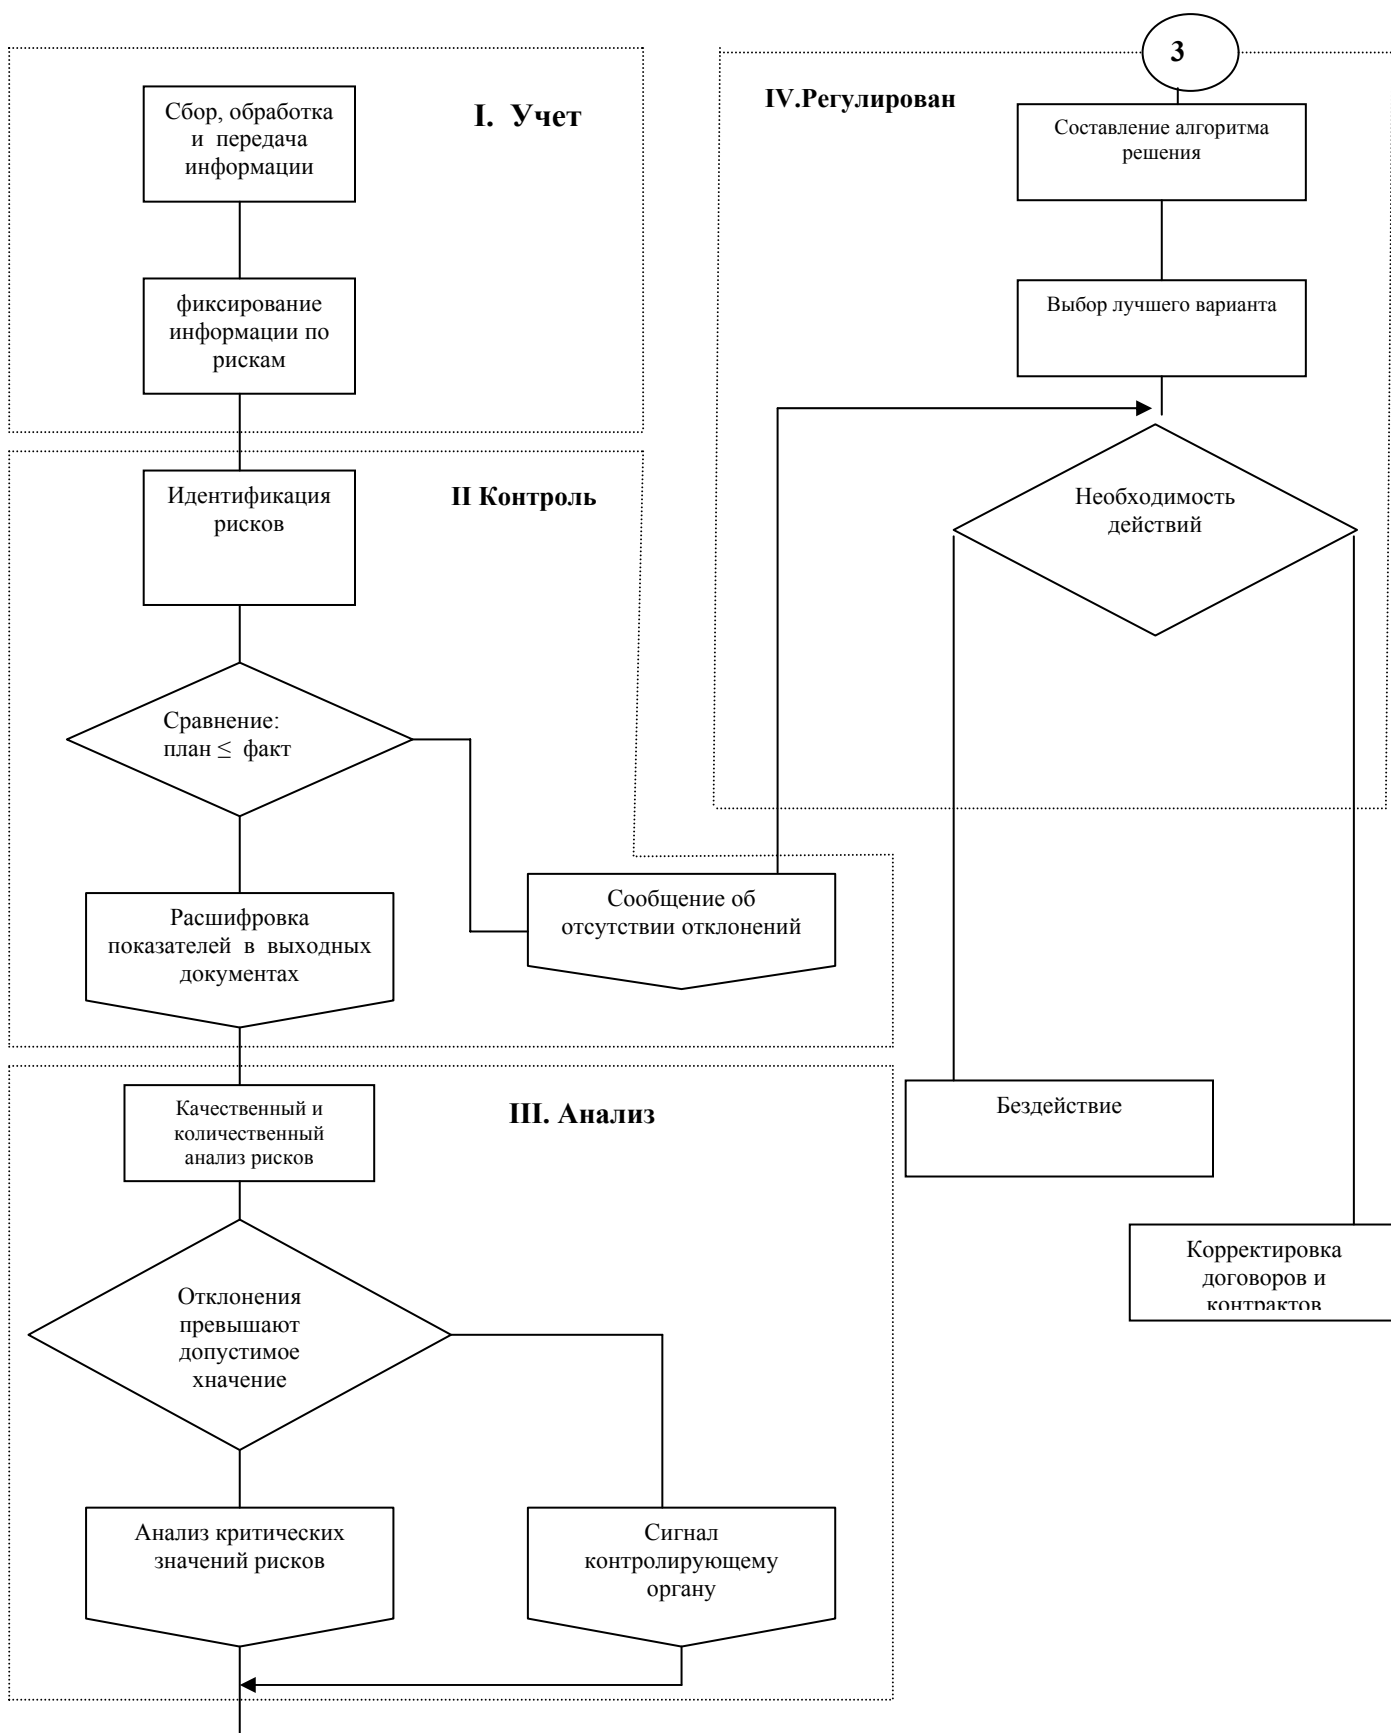 I. Учет
Сбор, обработка
и передача
информации
фиксирование
информации по
рискам
II Контроль
Идентификация
рисков
Сравнение:
план ≤ факт
Расшифровка
показателей в выходных
документах
Сообщение об
отсутствии отклонений
III. Анализ
Качественный и
количественный
анализ рисков
Отклонения
превышают
допустимое
хначение
Анализ критических
значений рисков
Сигнал
контролирующему
органу
3
IV.Регулирован
Составление алгоритма
решения
Выбор лучшего варианта
Необходимость
действий
Бездействие
Корректировка
договоров и
контрактов